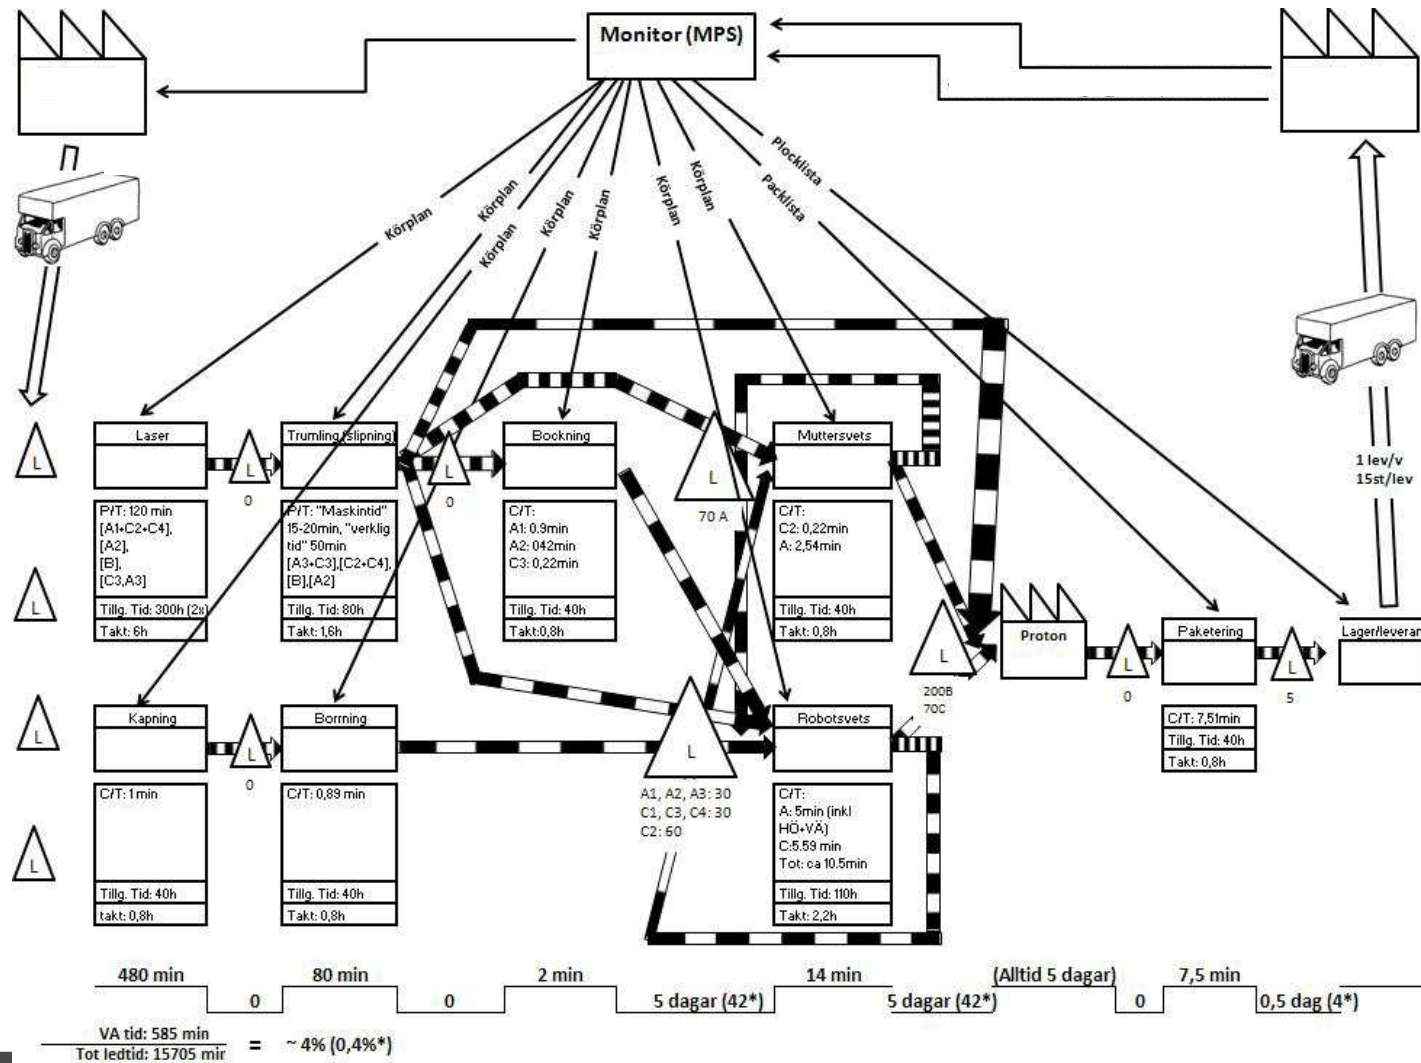 Monitor (MPS)
Körplan
Körplan
Körplan
Körplan
Körplan
Körplan
Körplan
Packlista
Plocklista
1 lev/v
15st/lev
L
L
L
L
Laser
P/T: 120 min
[A1+C2+C4],
[A2],
[B],
[C3,A3]
Tillg. Tid: 300h (2x)
Takt: 6h
L
0
Trumling (slipning)
P/T: "Maskintid"
15-20min, "verklig
tid" 50min
[A3+C3],[C2+C4],
[B],[A2]
Tillg. Tid: 80h
Takt: 1,6h
L
0
Bockning
C/T:
A1: 0.9min
A2: 042min
C3: 0,22min
Tillg. Tid: 40h
Takt:0,8h
L
70 A
Muttersvets
C/T:
C2: 0,22min
A: 2,54min
Tillg. Tid: 40h
Takt: 0,8h
Kapning
C/T: 1 min
Tillg. Tid: 40h
takt: 0,8h
L
0
Borrning
C/T: 0,89 min
Tillg. Tid: 40h
Takt: 0,8h
L
A1, A2, A3: 30
C1, C3, C4: 30
C2: 60
Robotsvets
C/T:
A: 5min (inkl
HÖ+VÄ)
C:5.59 min
Tot: ca 10.5min
Tillg. Tid: 110h
Takt: 2,2h
L
200B
70C
Proton
L
0
Paketering
C/T: 7,51min
Tillg. Tid: 40h
Takt: 0,8h
L
5
Lager/leveran
480 min
80 min
2 min
14 min
(Alltid 5 dagar)
7,5 min
0
0
5 dagar (42*)
5 dagar (42*)
0
0,5 dag (4*)
VA tid: 585 min
Tot ledtid: 15705 min
= ~ 4% (0,4%*)